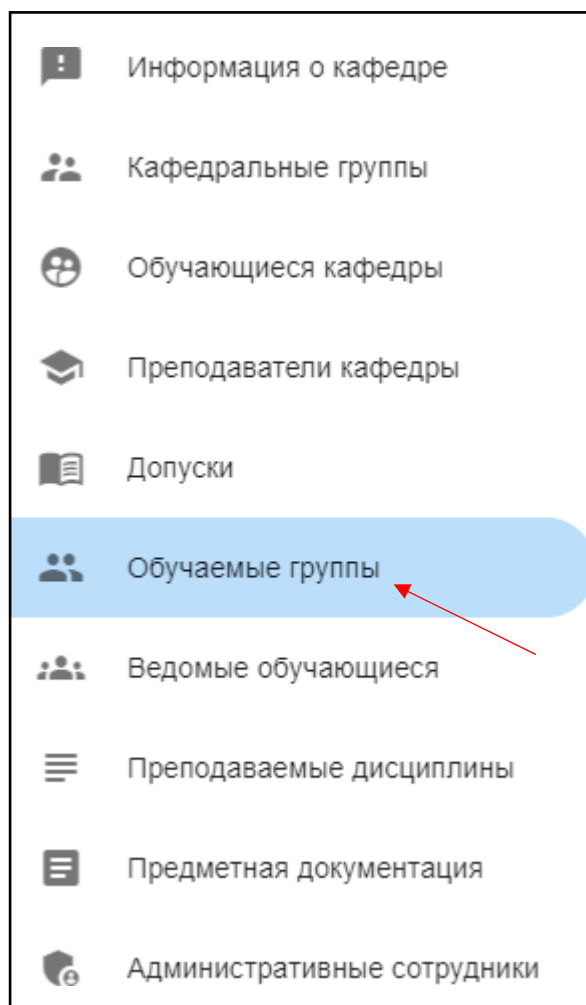 Информация о кафедре
Кафедральные группы
Обучающиеся кафедры
Преподаватели кафедры
Допуски
Обучаемые группы
Ведомые обучающиеся
Преподаваемые дисциплины
Предметная документация
Административные сотрудники